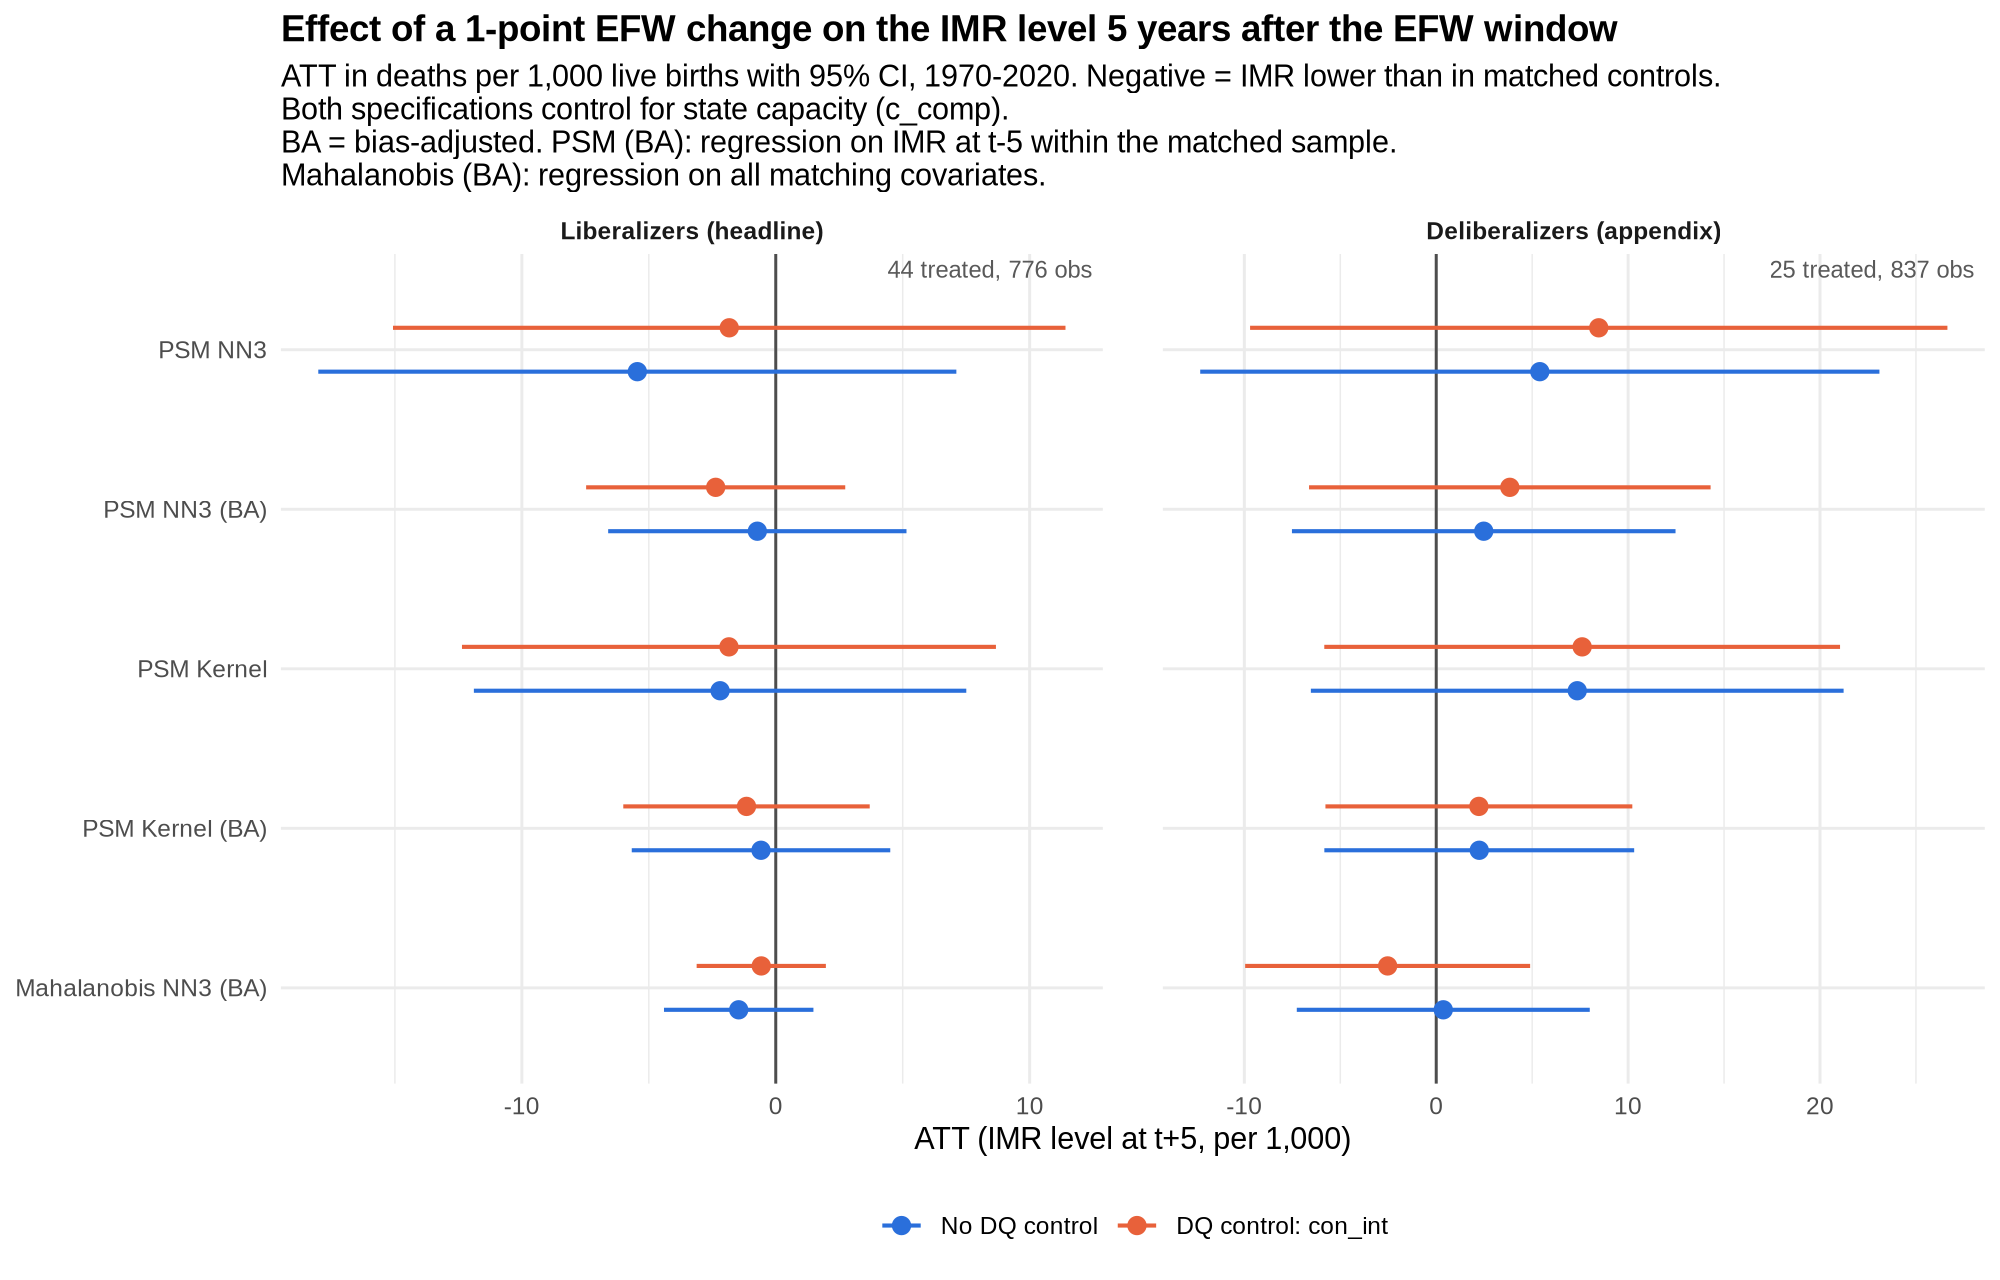 Effect of a 1-point EFW change on the IMR level 5 years after the EFW window
ATT in deaths per 1,000 live births with 95% CI, 1970-2020. Negative = IMR lower than in matched controls.
Both specifications control for state capacity (c_comp).
BA = bias-adjusted. PSM (BA): regression on IMR at t-5 within the matched sample.
Mahalanobis (BA): regression on all matching covariates.
Liberalizers (headline)
Deliberalizers (appendix)
44 treated, 776 obs
25 treated, 837 obs
PSM NN3
PSM NN3 (BA)
PSM Kernel
PSM Kernel (BA)
Mahalanobis NN3 (BA)
-10 0 10
-10 0 10 20
ATT (IMR level at t+5, per 1,000)
No DQ control
DQ control: con_int